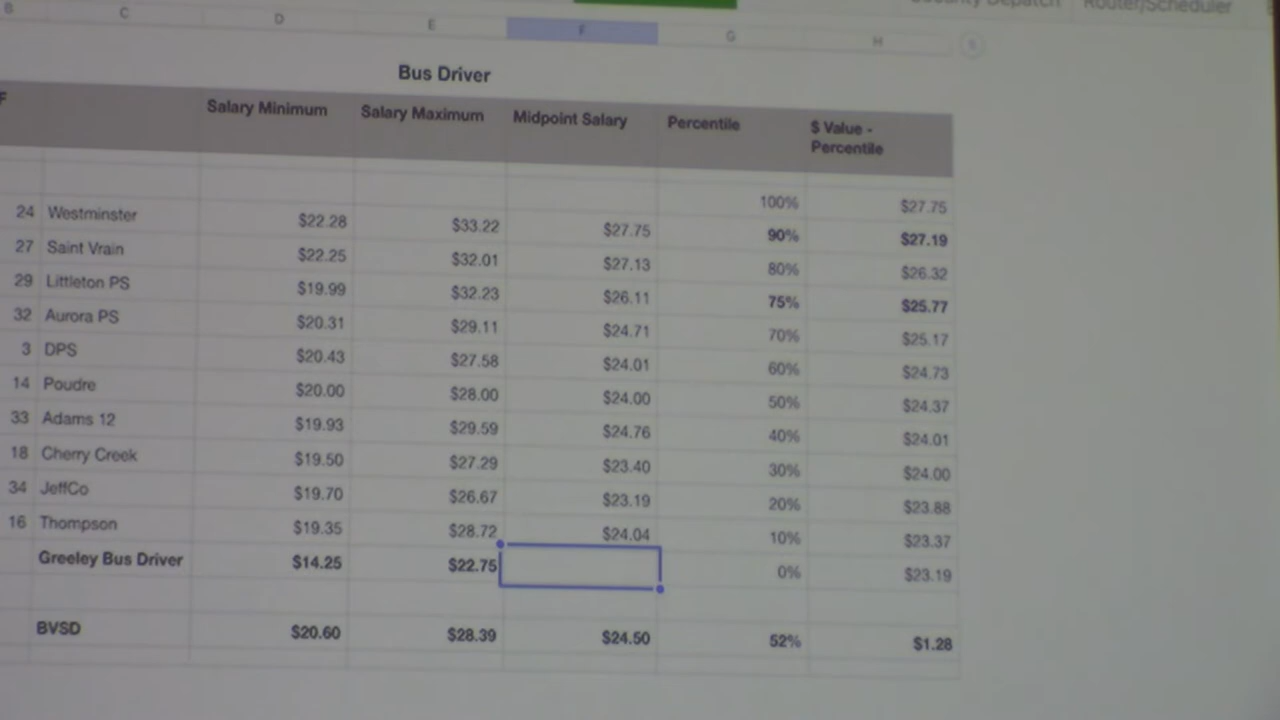 Router/Scheduler
B C D E F G H
Bus Driver
F Salary Minimum Salary Maximum Midpoint Salary Percentile $ Value -
Percentile
100% $27.75
24 Westminster $22.28 $33.22 $27.75 90% $27.19
27 Saint Vrain $22.25 $32.01 $27.13 80% $26.32
29 Littleton PS $19.99 $32.23 $26.11 75% $25.77
32 Aurora PS $20.31 $29.11 $24.71 70% $25.17
3 DPS $20.43 $27.58 $24.01 60% $24.73
14 Poudre $20.00 $28.00 $24.00 50% $24.37
33 Adams 12 $19.93 $29.59 $24.76 40% $24.01
18 Cherry Creek $19.50 $27.29 $23.40 30% $24.00
34 JeffCo $19.70 $26.67 $23.19 20% $23.88
16 Thompson $19.35 $28.72 $24.04 10% $23.37
Greeley Bus Driver $14.25 $22.75 0% $23.19
BVSD $20.60 $28.39 $24.50 52% $1.28